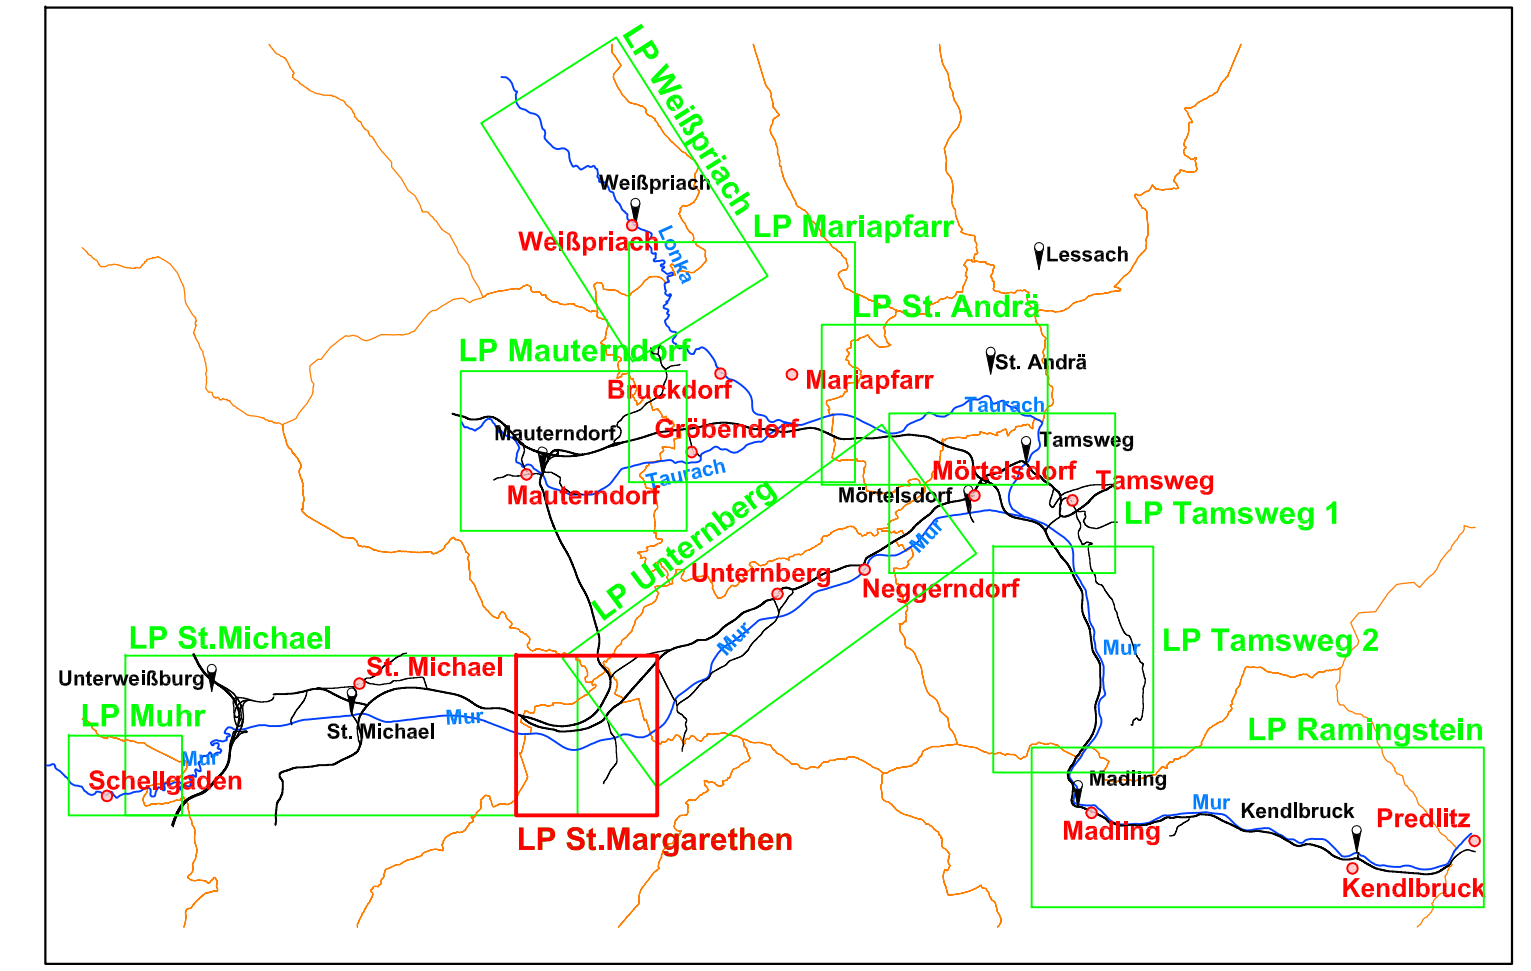 LP Weißpriach
Weißpriach
Weißpriach
Lonka
LP Mariapfarr
Lessach
LP St. Andrä
St. Andrä
LP Mauterndorf
Bruckdorf
Mariapfarr
Taurach
Mauterndorf
Gröbendorf
Tamsweg
Taurach
Mauterndorf
Mörtelsdorf
Mörtelsdorf
Tamsweg
LP Tamsweg 1
LP Unternberg
Mur
Unternberg
Neggerndorf
LP St.Michael
Mur
Mur
LP Tamsweg 2
St. Michael
Unterweißburg
LP Muhr
Mur
St. Michael
LP Ramingstein
Mur
Schellgaden
Madling
Mur
Kendlbruck
Predlitz
LP St.Margarethen
Madling
Kendlbruck